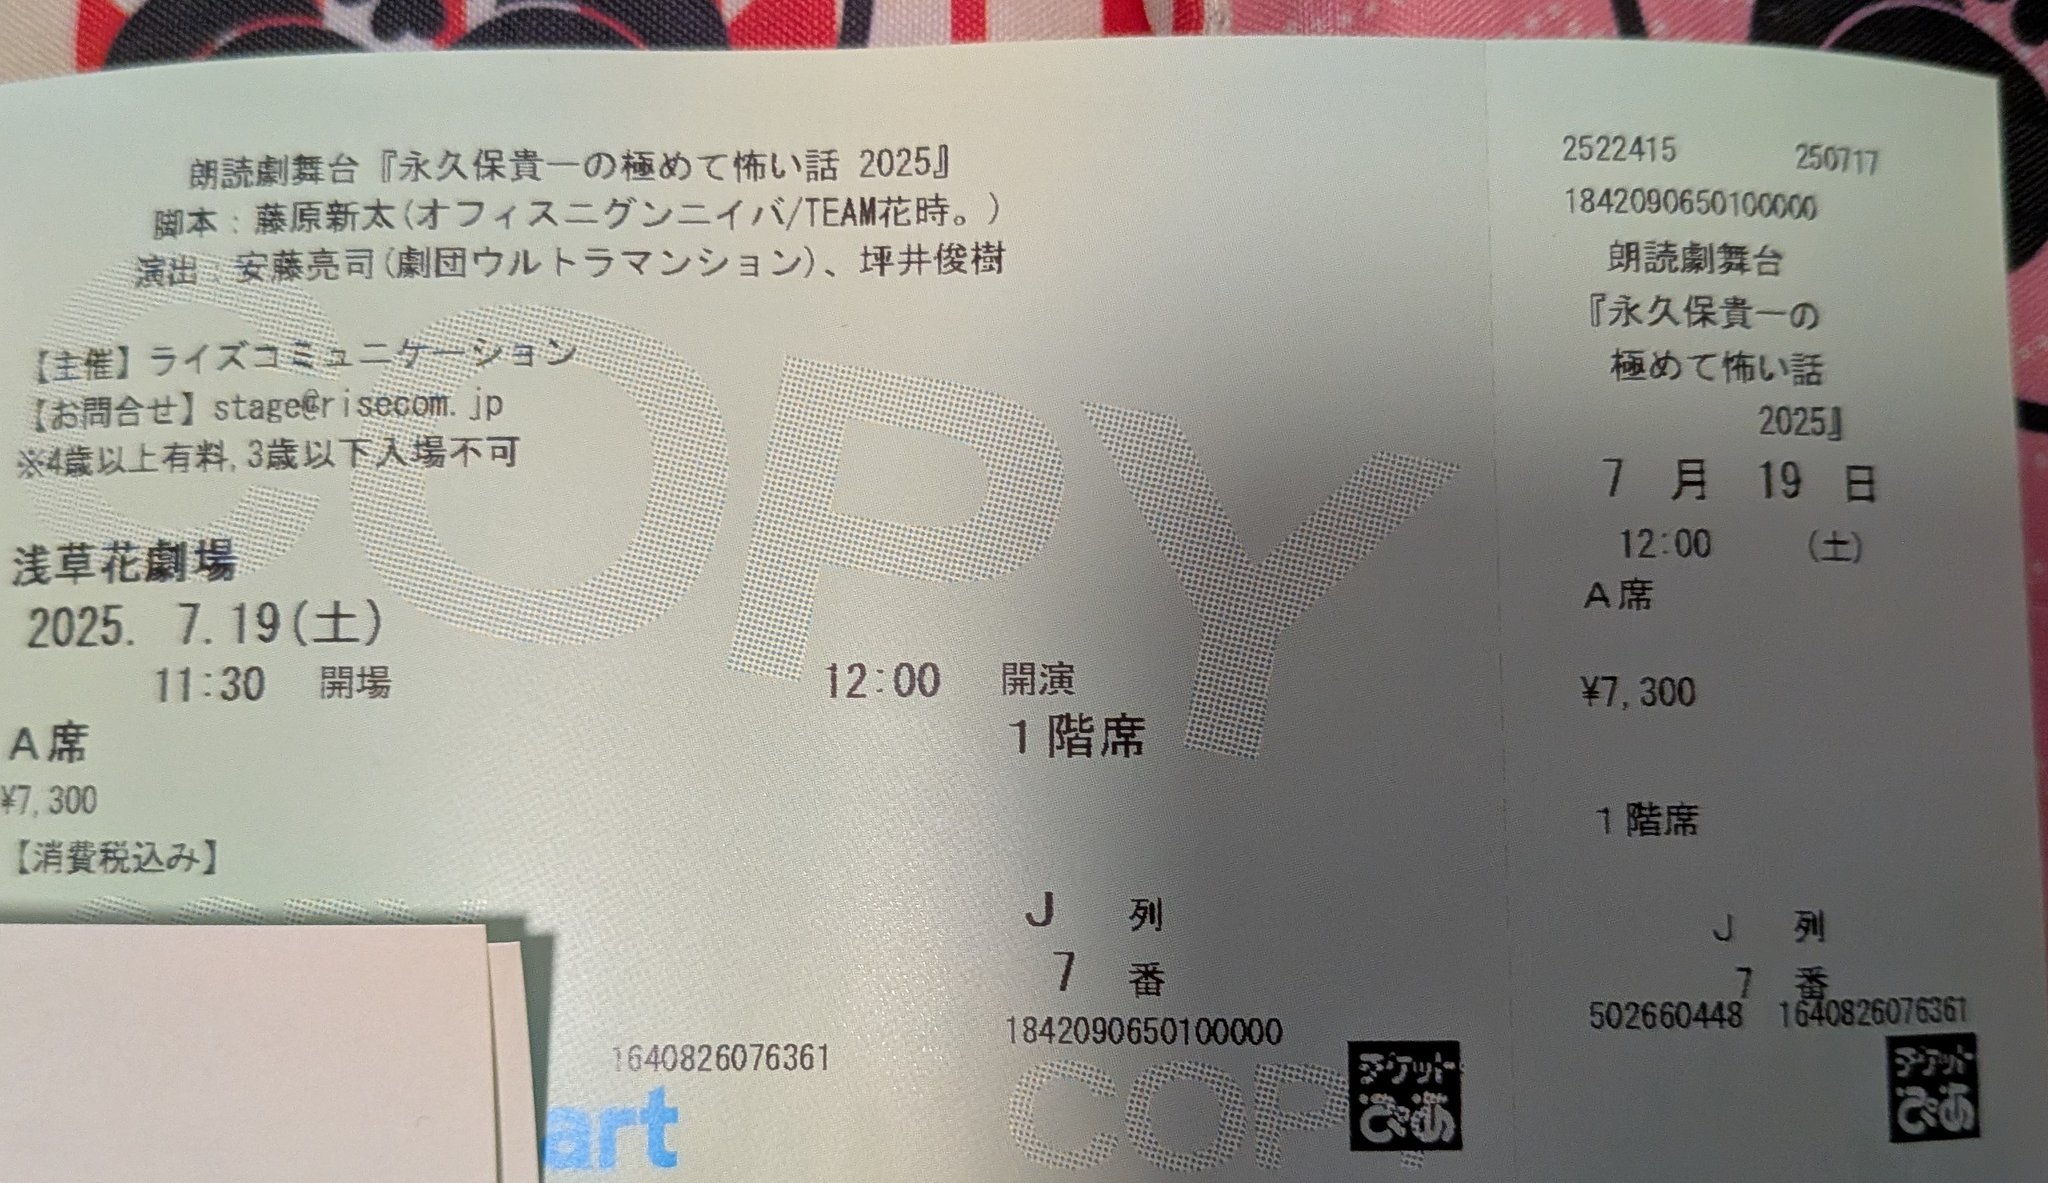 朗読劇舞台『永久保貴一の極めて怖い話 2025』
脚本：藤原新太(オフィスニグンニイバ/TEAM花時。)
演出：安藤亮司(劇団ウルトラマンション)、坪井俊樹
【主催】ライズコミュニケーション
【お問合せ】stage@risecom.jp
※4歳以上有料,3歳以下入場不可
浅草花劇場
2025. 7.19(土)
11:30 開場 12:00 開演
A席 1階席
¥7,300
【消費税込み】
J 列
7 番
1842090650100000
1640826076361
art
COPY
COPY
チケットぴあ
2522415 250717
1842090650100000
朗読劇舞台
『永久保貴一の
極めて怖い話
2025』
7 月 19 日
12:00 (土)
A席
¥7,300
1階席
J 列
7 番
502660448 1640826076361
チケットぴあ